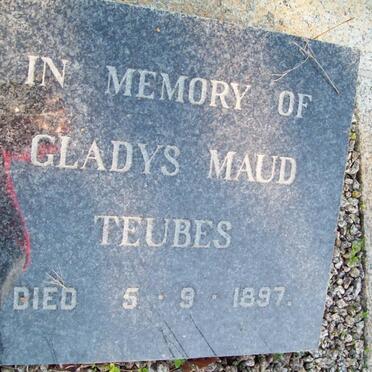 IN MEMORY OF
GLADYS MAUD
TEUBES
DIED 5·9·1897.